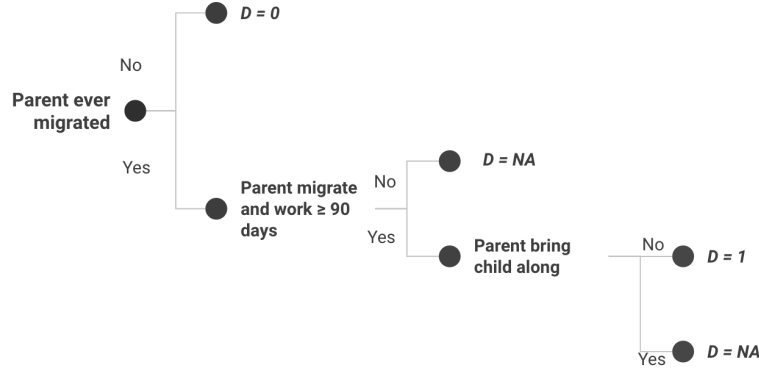 D = 0
No
Parent ever
migrated
Yes
Parent migrate
and work ≥ 90
days
No
D = NA
Yes
Parent bring
child along
No
D = 1
Yes
D = NA